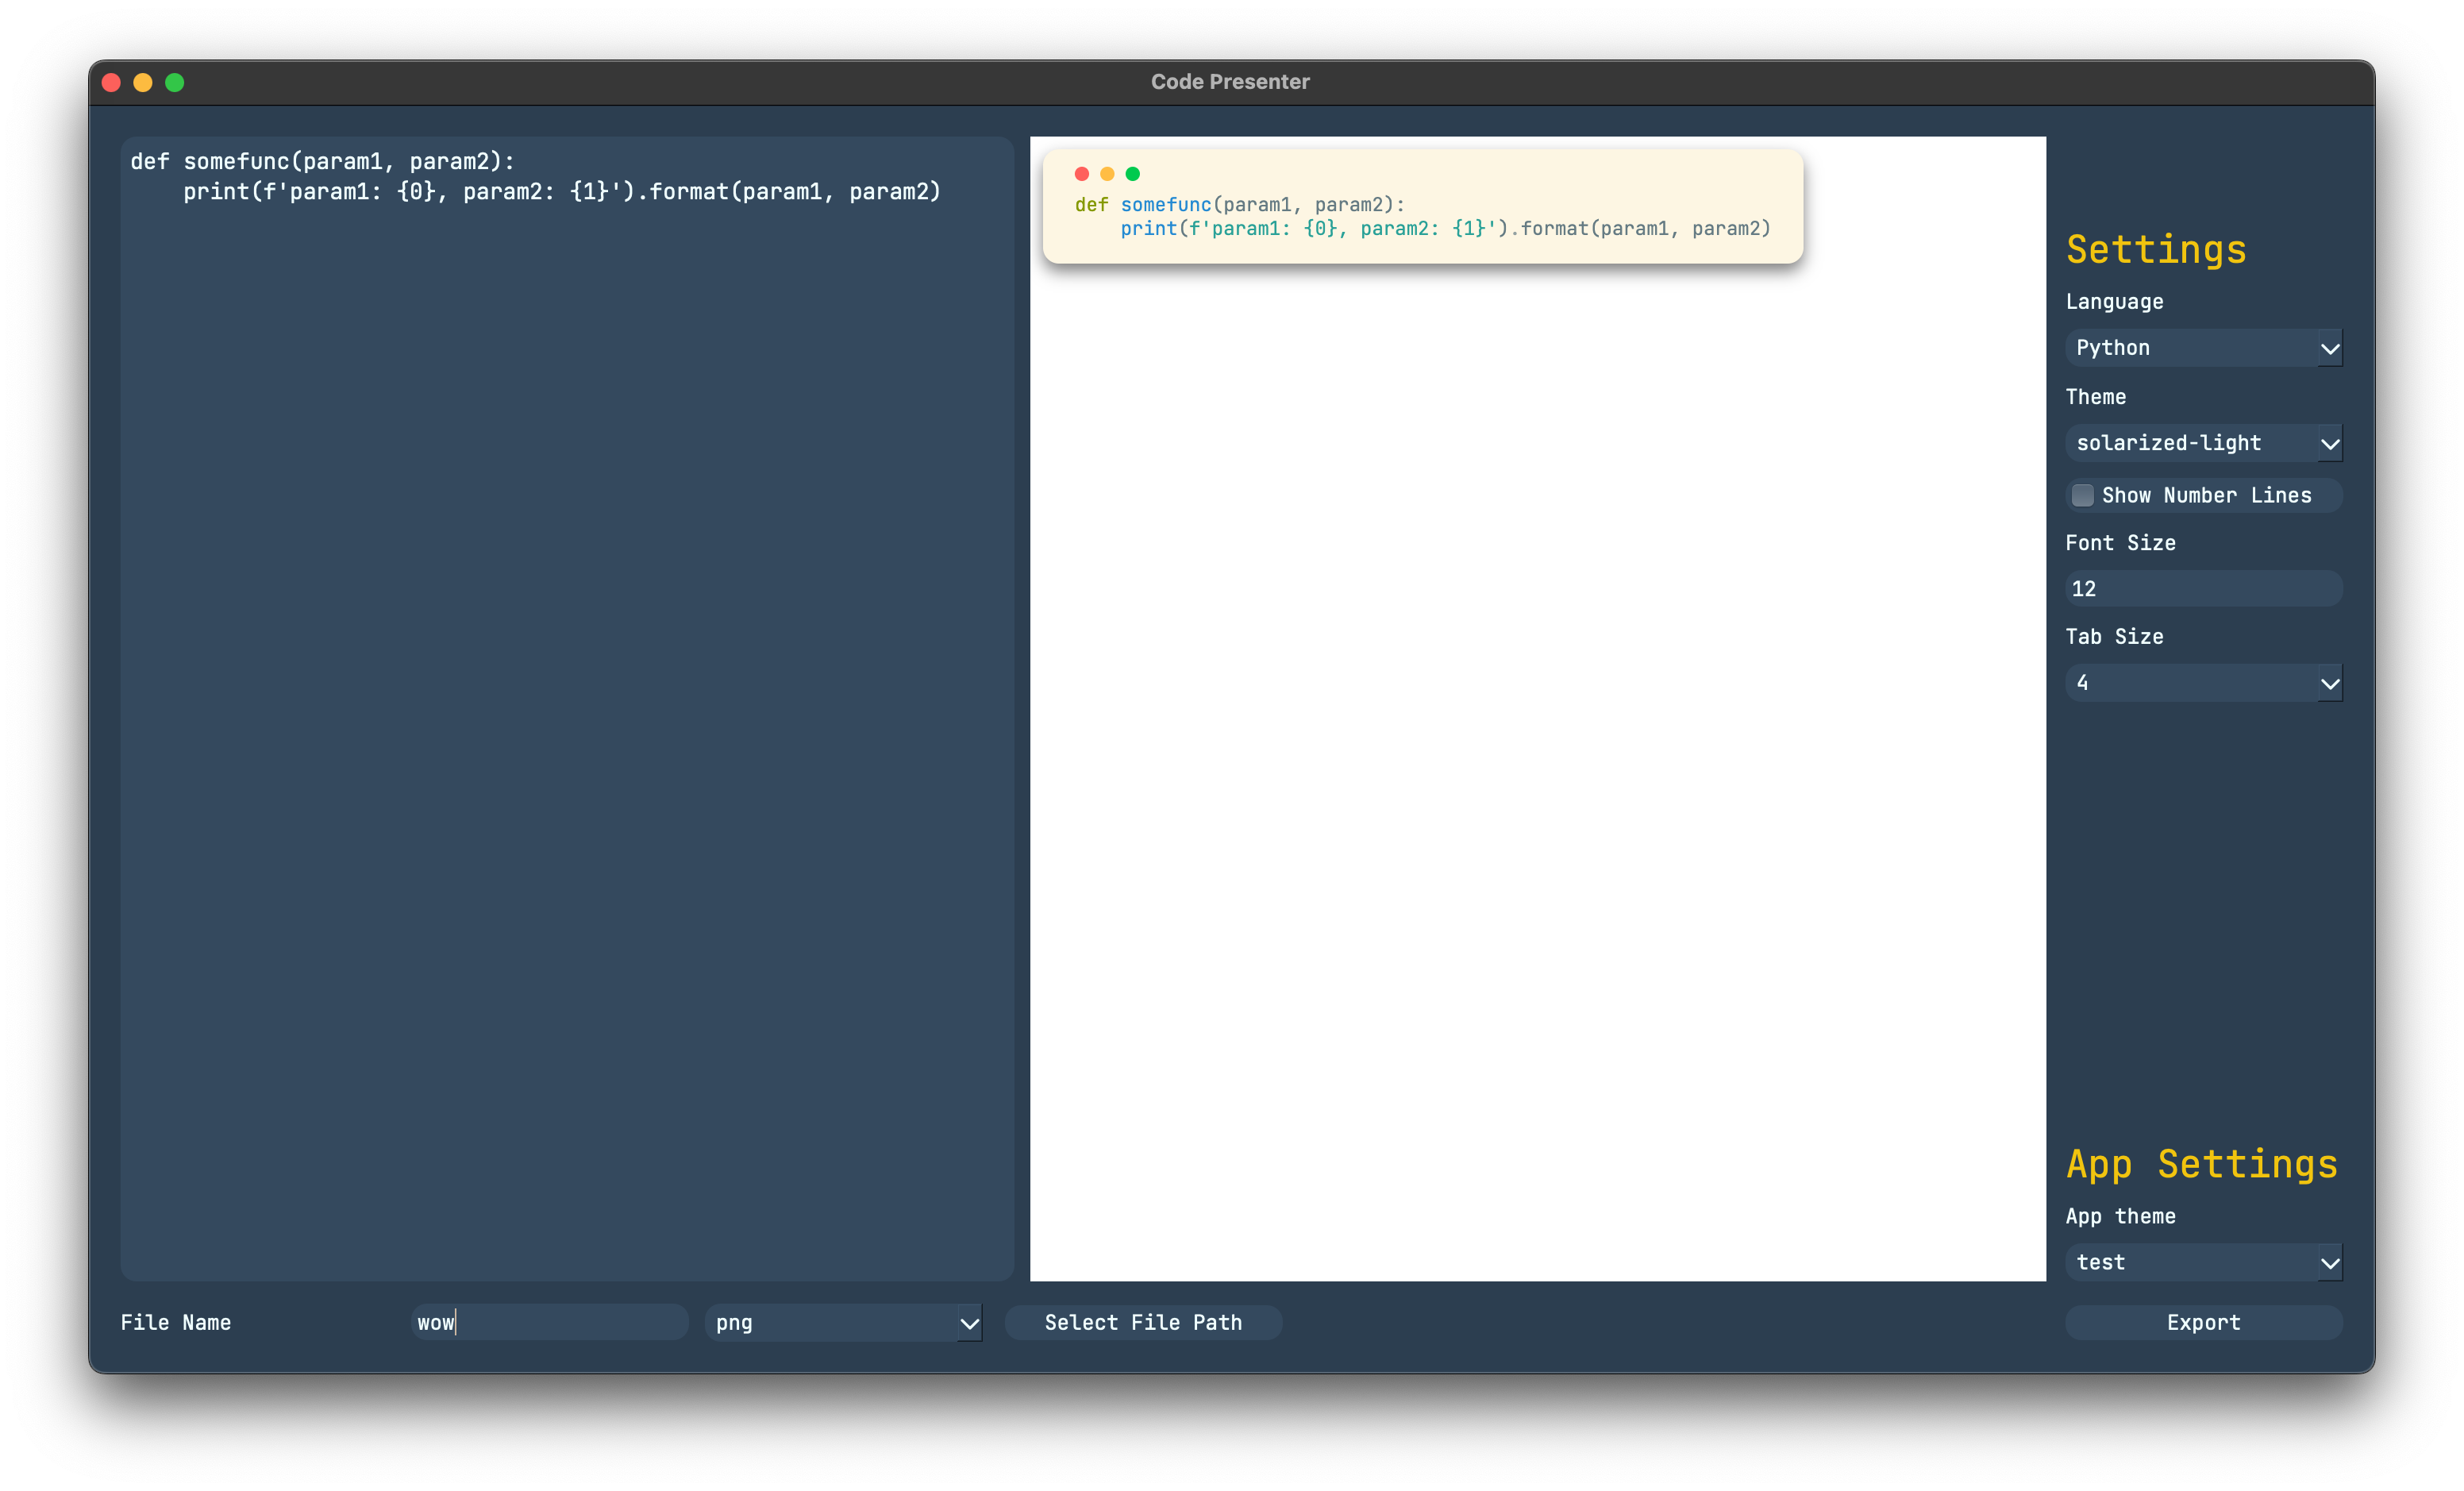 Code Presenter
def somefunc(param1, param2):
    print(f'param1: {0}, param2: {1}').format(param1, param2)
def somefunc(param1, param2):
    print(f'param1: {0}, param2: {1}').format(param1, param2)
Settings
Language
Python
Theme
solarized-light
Show Number Lines
Font Size
12
Tab Size
4
App Settings
App theme
test
File Name
wow
png
Select File Path
Export